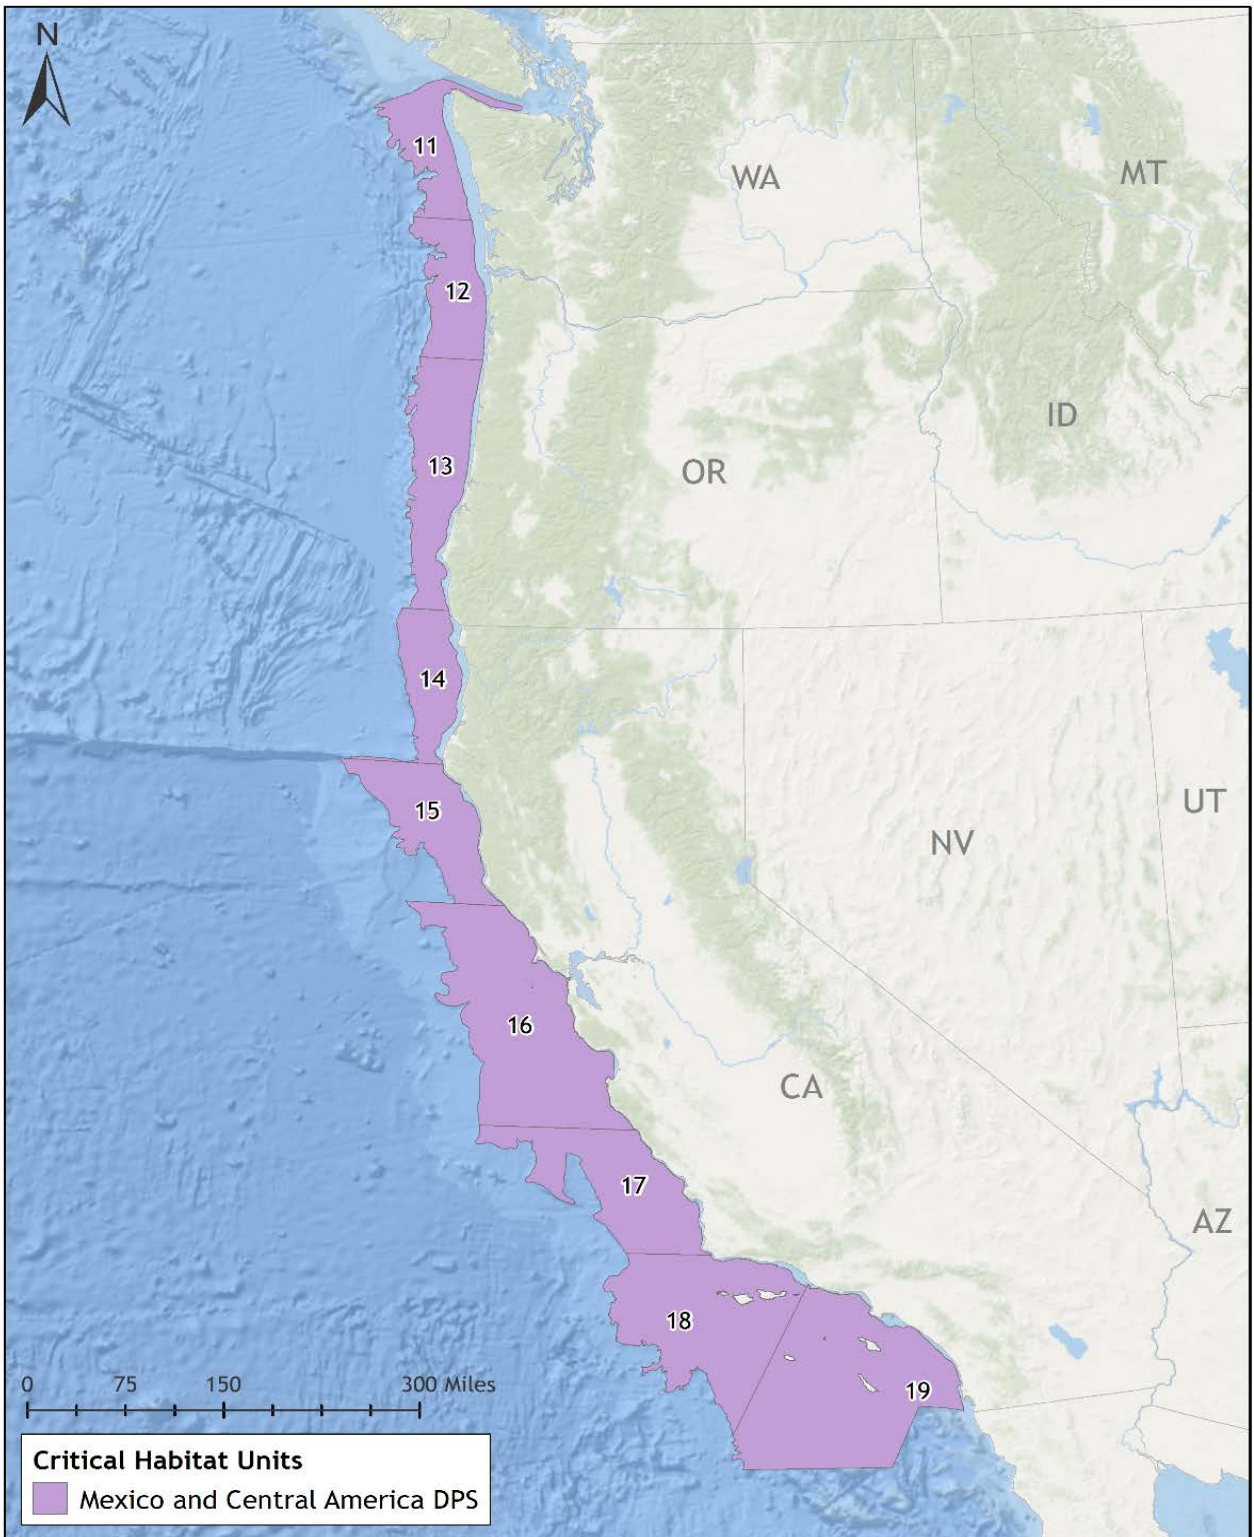 N
11
WA
MT
12
ID
13
OR
14
15
UT
NV
16
CA
17
AZ
18
19
0 75 150 300 Miles
Critical Habitat Units
Mexico and Central America DPS